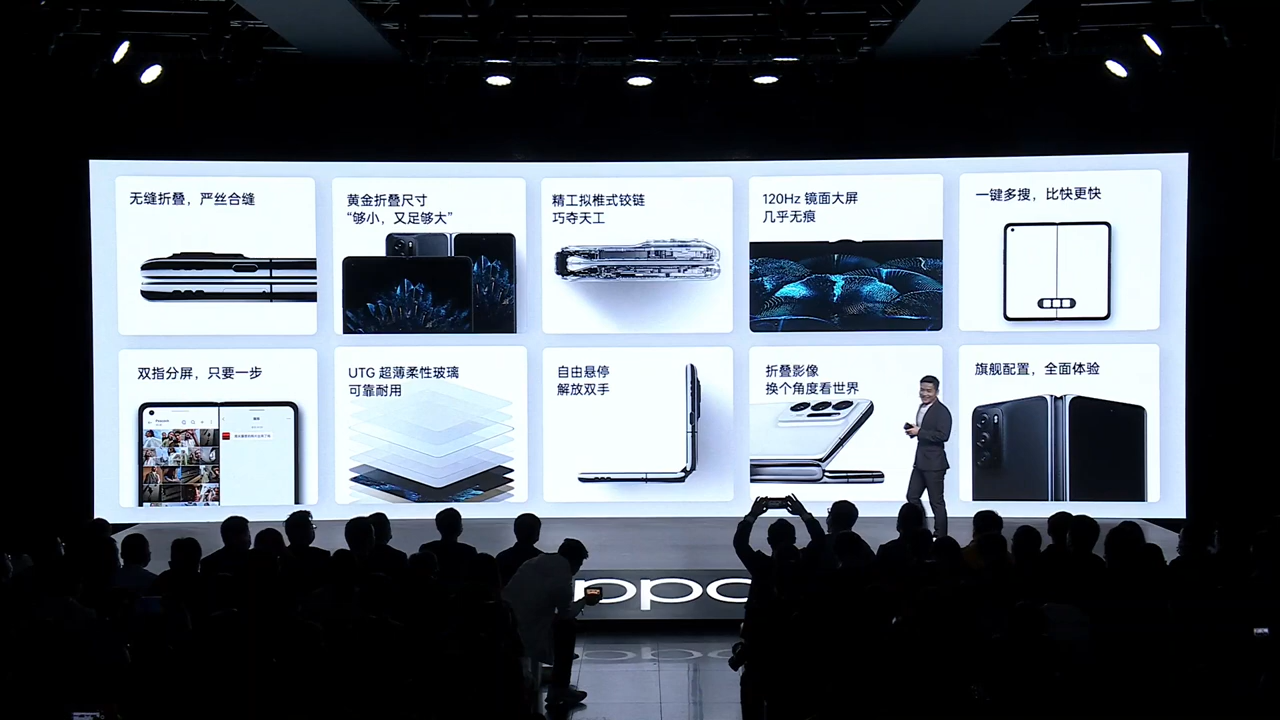 无缝折叠，严丝合缝
黄金折叠尺寸
“够小，又足够大”
精工拟椎式铰链
巧夺天工
120Hz 镜面大屏
几乎无痕
一键多搜，比快更快
双指分屏，只要一步
UTG 超薄柔性玻璃
可靠耐用
自由悬停
解放双手
折叠影像
换个角度看世界
旗舰配置，全面体验
oppo